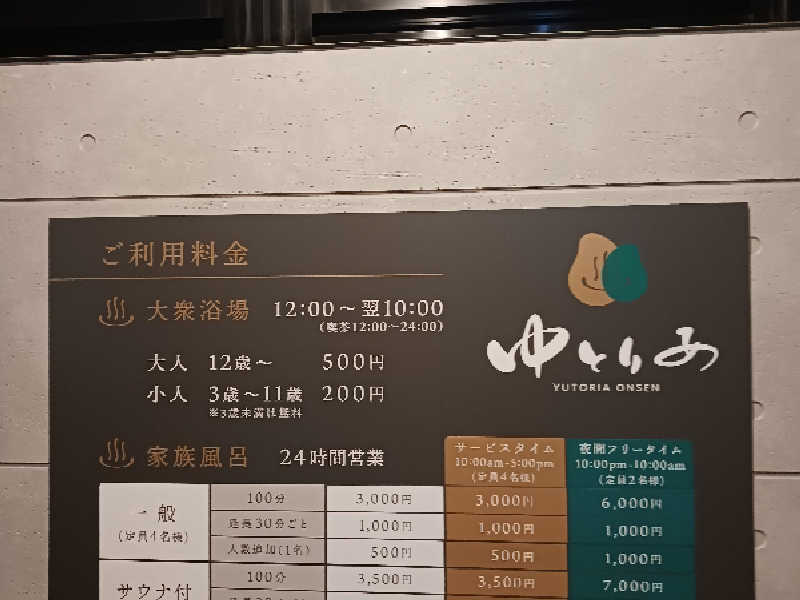 ご利用料金
大衆浴場 12:00～翌10:00
(喫茶12:00～24:00)
大人 12歳～ 500円
小人 3歳～11歳 200円
※3歳未満は無料
ゆとりあ
YUTORIA ONSEN
家族風呂 24時間営業
サービスタイム
10:00am-5:00pm
(定員4名様)
夜間フリータイム
10:00pm-10:00am
(定員2名様)
一般
(定員4名様)
100分 3,000円 3,000円 6,000円
延長30分ごと 1,000円 1,000円 1,000円
人数追加(1名) 500円 500円 1,000円
サウナ付
100分 3,500円 3,500円 7,000円